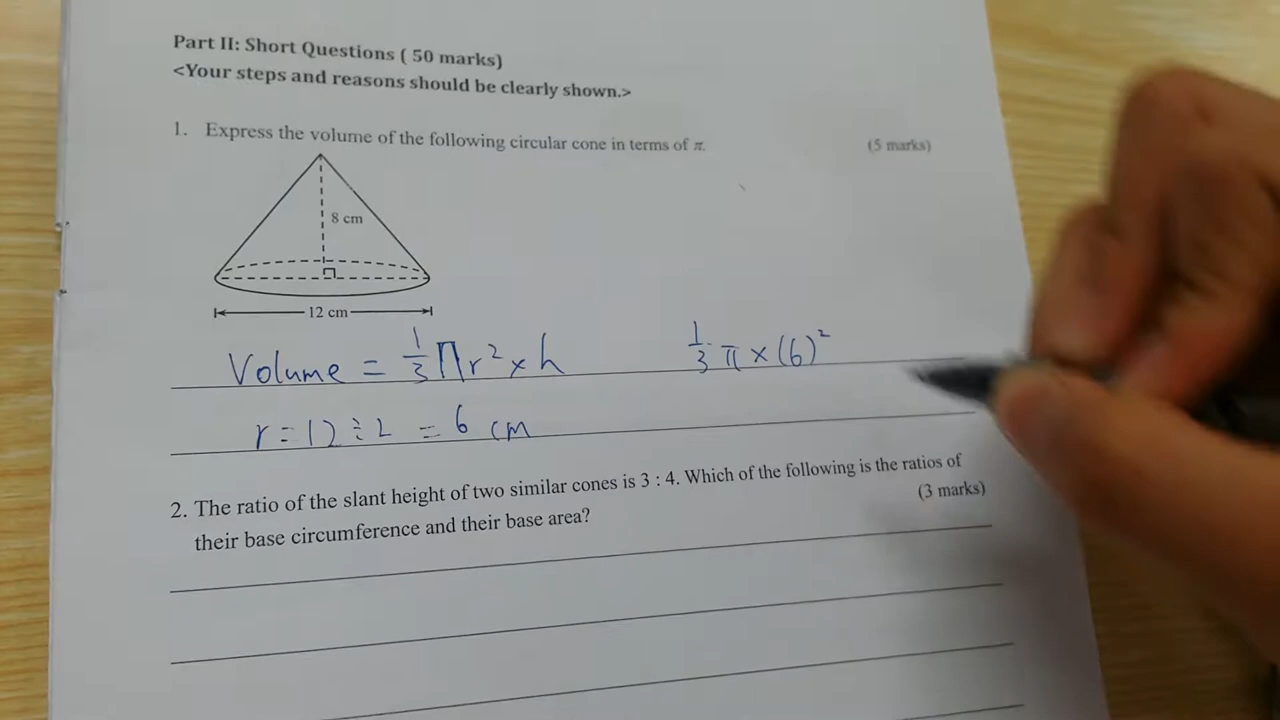 Part II: Short Questions ( 50 marks)
<Your steps and reasons should be clearly shown.>
1. Express the volume of the following circular cone in terms of π. (5 marks)
8 cm
12 cm
Volume = 1/3 πr² × h 1/3 π × (6)²
r = 12 ÷ 2 = 6 cm
2. The ratio of the slant height of two similar cones is 3 : 4. Which of the following is the ratios of
their base circumference and their base area? (3 marks)